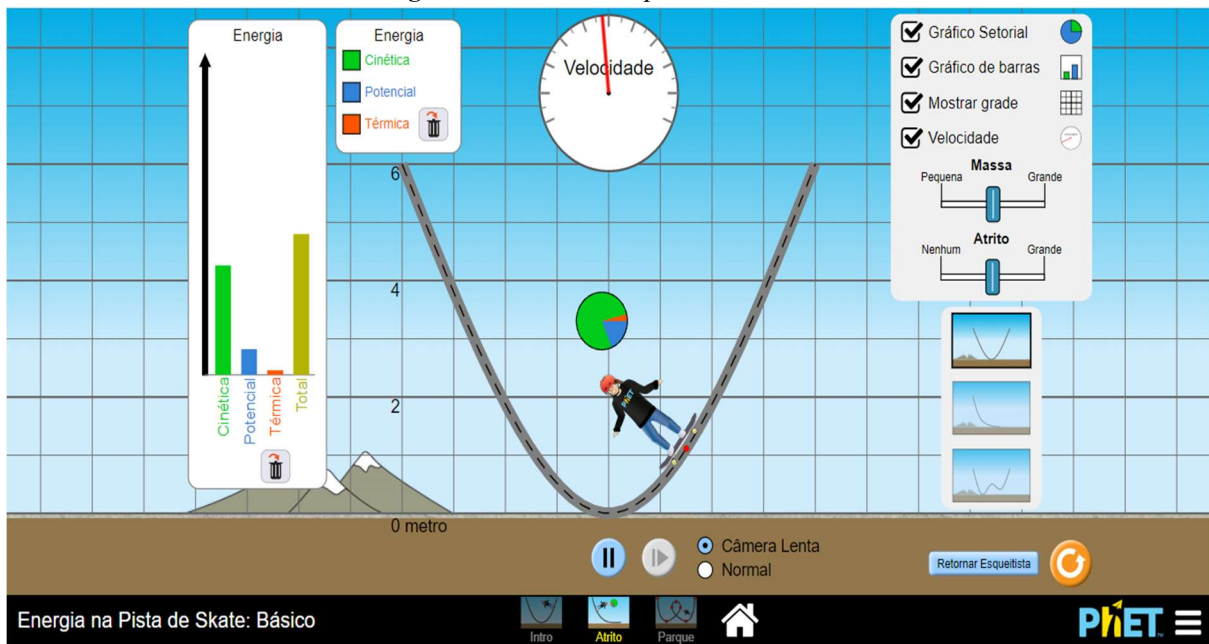 Energia
Cinética
Potencial
Térmica
Total
Energia
Cinética
Potencial
Térmica
Velocidade
Gráfico Setorial
Gráfico de barras
Mostrar grade
Velocidade
Massa
Pequena Grande
Atrito
Nenhum Grande
6
4
2
0 metro
PhET
Câmera Lenta
Normal
Retornar Esqueitista
Energia na Pista de Skate: Básico
Intro
Atrito
Parque
PhET